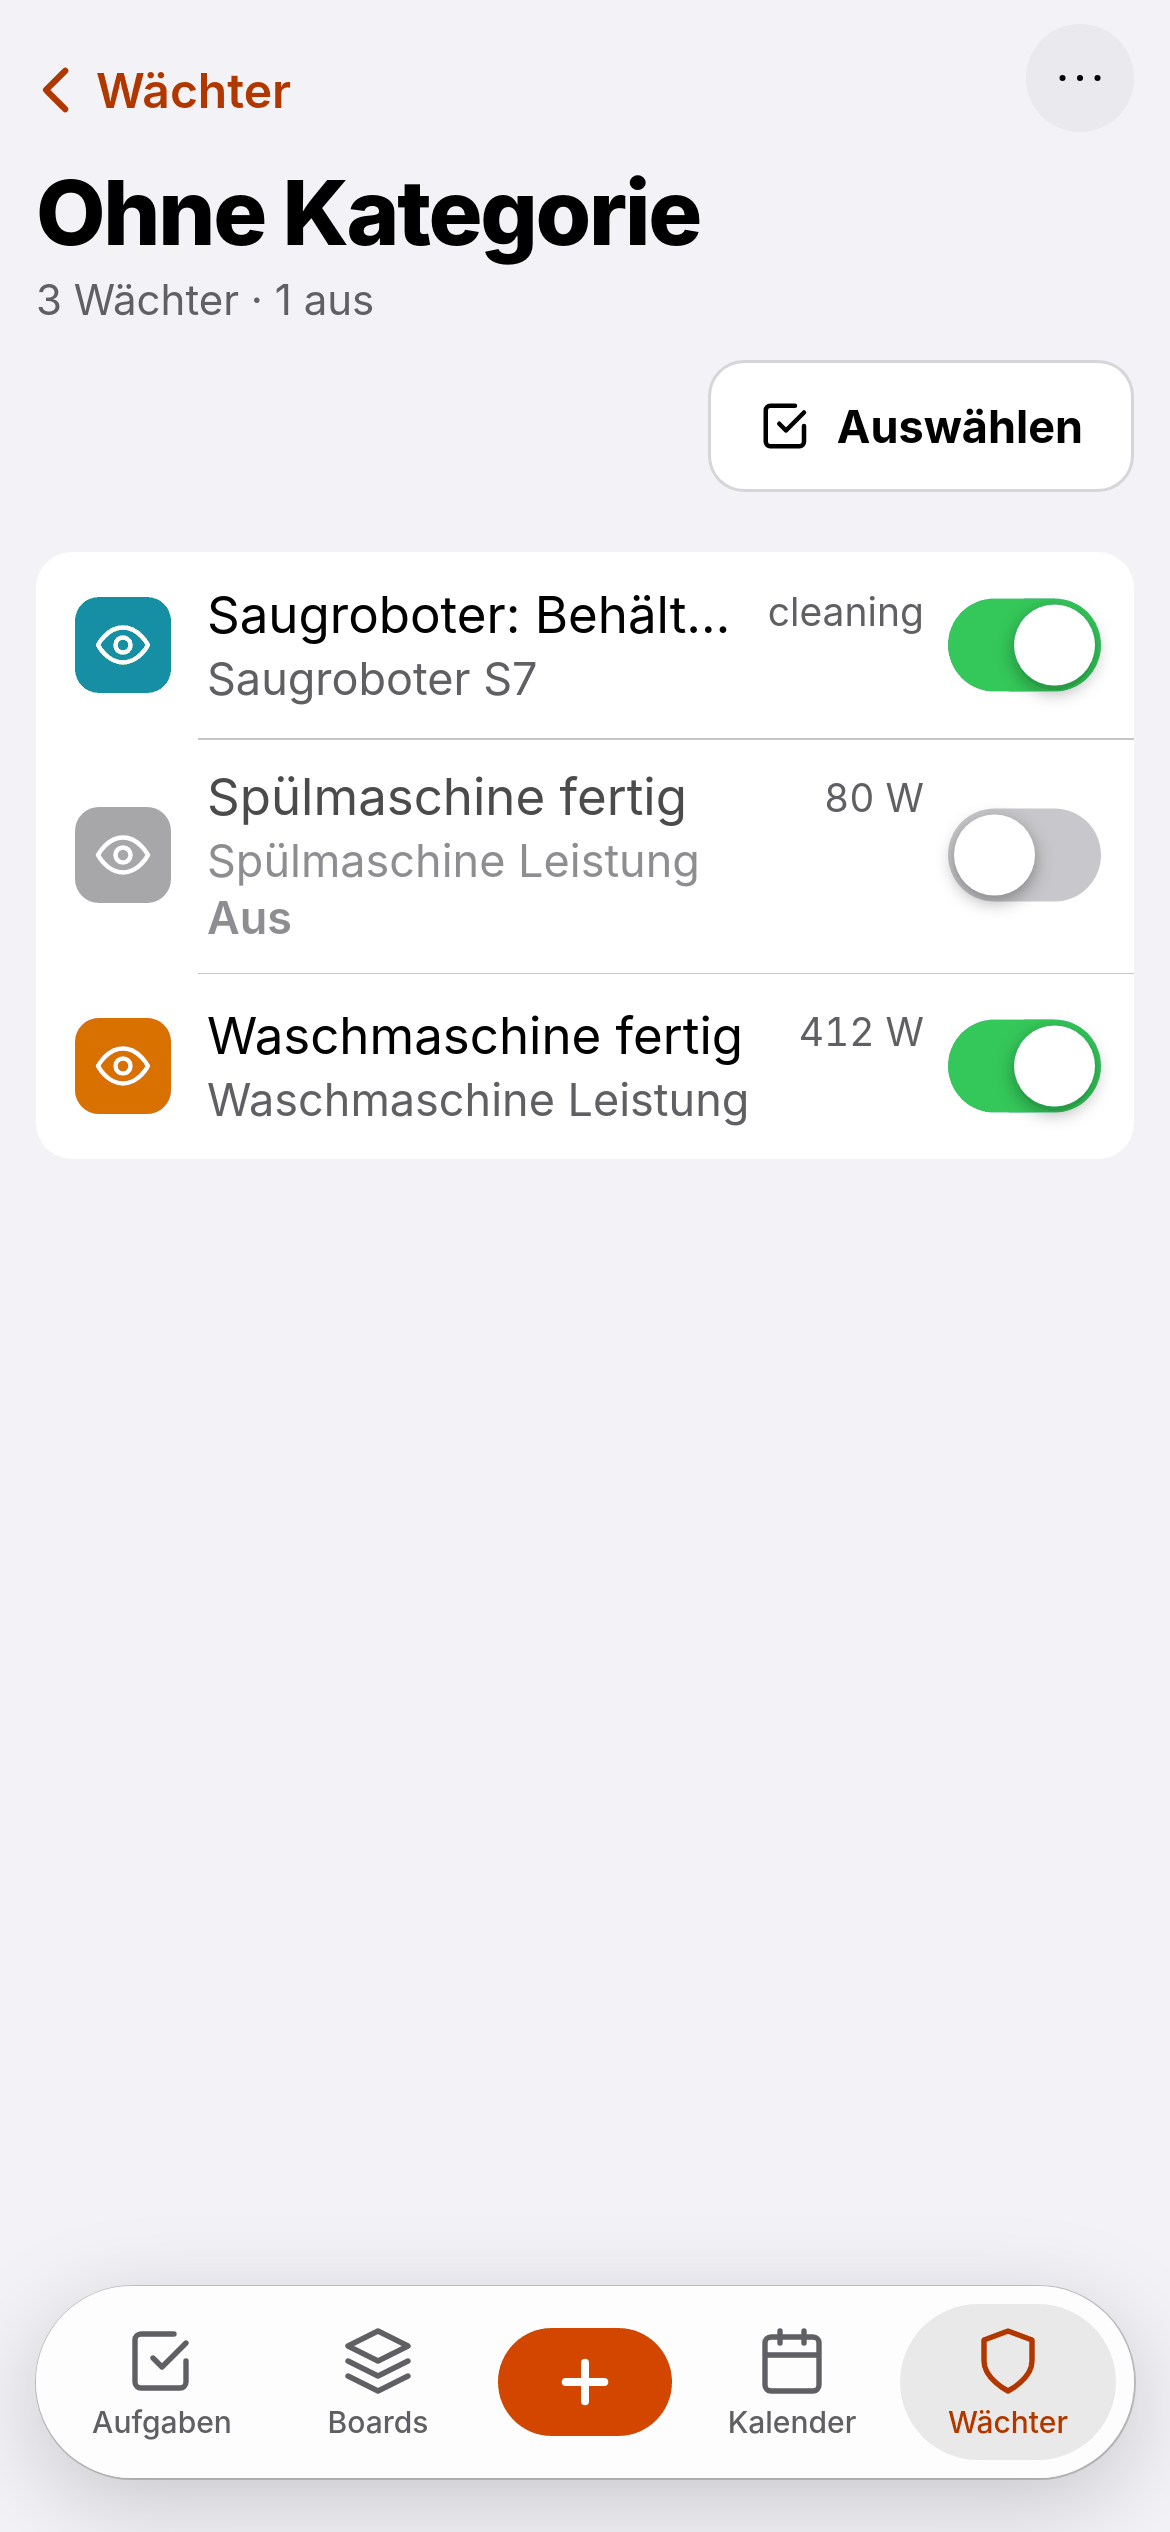 Wächter
Ohne Kategorie
3 Wächter · 1 aus
Auswählen
Saugroboter: Behält... cleaning
Saugroboter S7
Spülmaschine fertig 80 W
Spülmaschine Leistung
Aus
Waschmaschine fertig 412 W
Waschmaschine Leistung
Aufgaben Boards Kalender Wächter